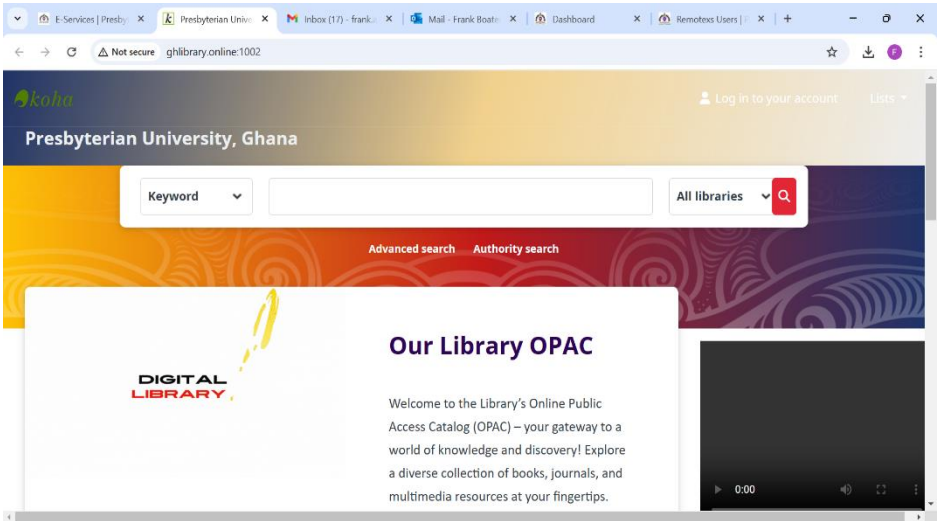 E-Services | Presby
Presbyterian Unive
Inbox (17) - frank.
Mail - Frank Boate
Dashboard
Remotexs Users |
Not secure
ghlibrary.online:1002
F
koha
Log in to your account
Lists
Presbyterian University, Ghana
Keyword
All libraries
Advanced search
Authority search
DIGITAL
LIBRARY
Our Library OPAC
Welcome to the Library's Online Public
Access Catalog (OPAC) – your gateway to a
world of knowledge and discovery! Explore
a diverse collection of books, journals, and
multimedia resources at your fingertips.
0:00